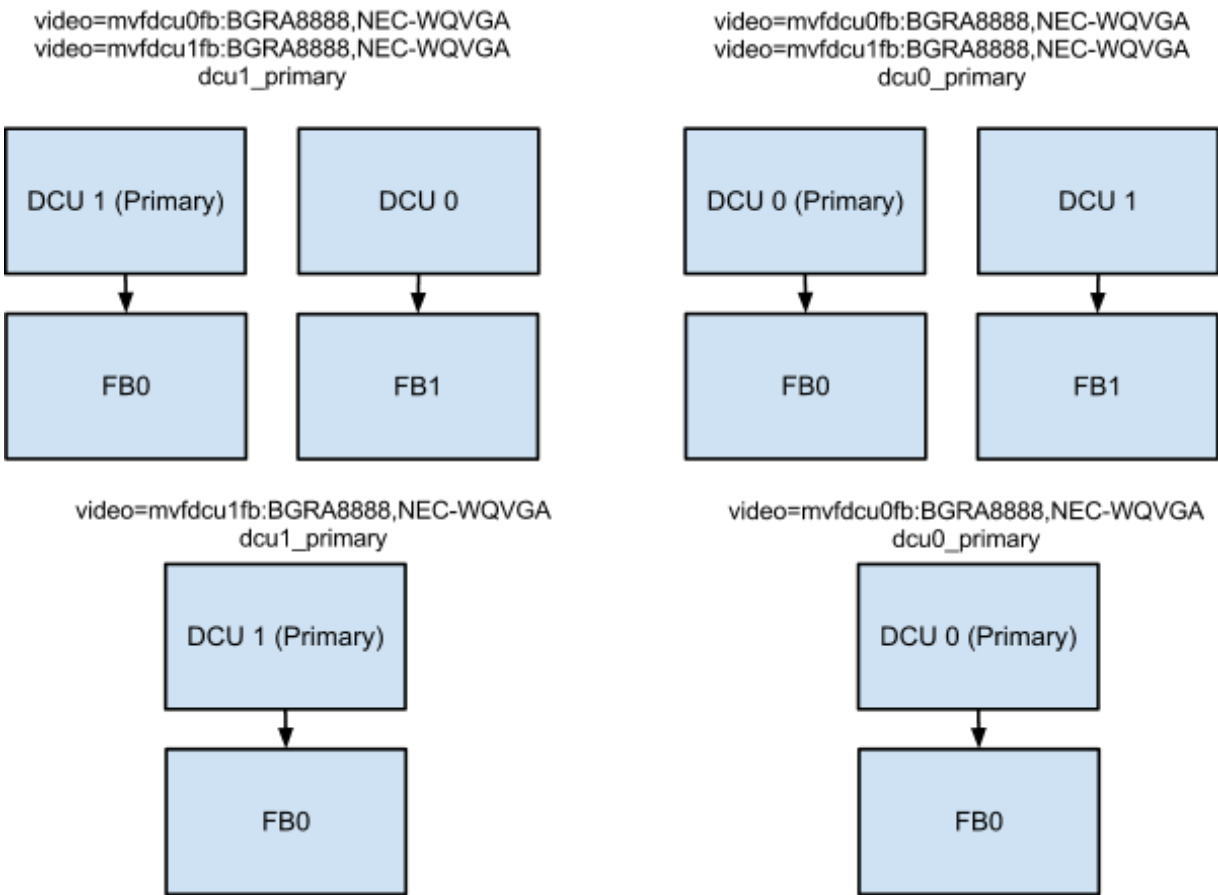 video=mvfdcu0fb:BGRA8888,NEC-WQVGA
video=mvfdcu1fb:BGRA8888,NEC-WQVGA
dcu1_primary
DCU 1 (Primary)
DCU 0
FB0
FB1
video=mvfdcu0fb:BGRA8888,NEC-WQVGA
video=mvfdcu1fb:BGRA8888,NEC-WQVGA
dcu0_primary
DCU 0 (Primary)
DCU 1
FB0
FB1
video=mvfdcu1fb:BGRA8888,NEC-WQVGA
dcu1_primary
DCU 1 (Primary)
FB0
video=mvfdcu0fb:BGRA8888,NEC-WQVGA
dcu0_primary
DCU 0 (Primary)
FB0